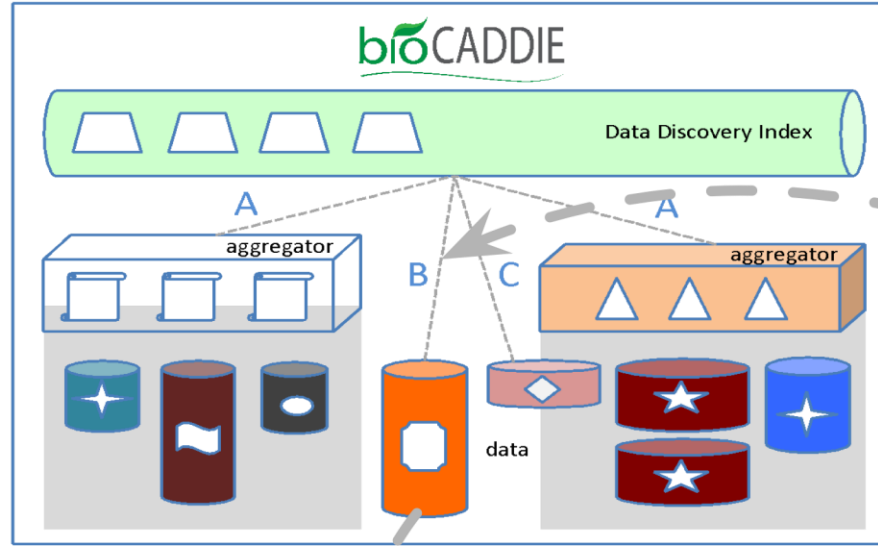 bioCADDIE
Data Discovery Index
A
A
aggregator
aggregator
B
C
data